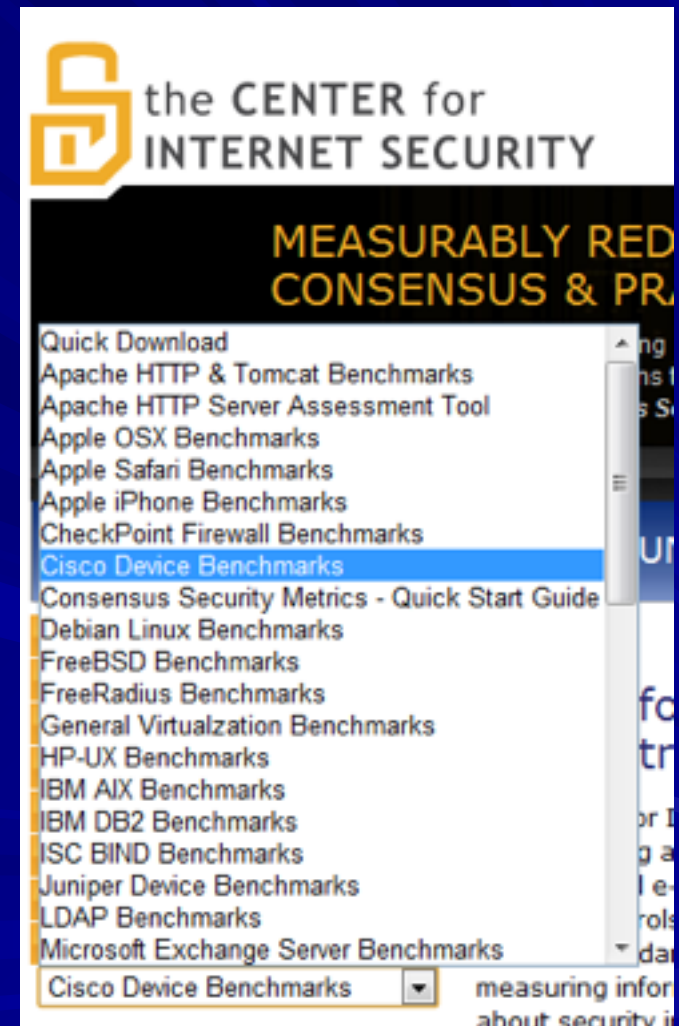 the CENTER for
INTERNET SECURITY
MEASURABLY RED
CONSENSUS & PRA
Quick Download
Apache HTTP & Tomcat Benchmarks
Apache HTTP Server Assessment Tool
Apple OSX Benchmarks
Apple Safari Benchmarks
Apple iPhone Benchmarks
CheckPoint Firewall Benchmarks
Cisco Device Benchmarks
Consensus Security Metrics - Quick Start Guide
Debian Linux Benchmarks
FreeBSD Benchmarks
FreeRadius Benchmarks
General Virtualzation Benchmarks
HP-UX Benchmarks
IBM AIX Benchmarks
IBM DB2 Benchmarks
ISC BIND Benchmarks
Juniper Device Benchmarks
LDAP Benchmarks
Microsoft Exchange Server Benchmarks
Cisco Device Benchmarks
measuring infor
about security i